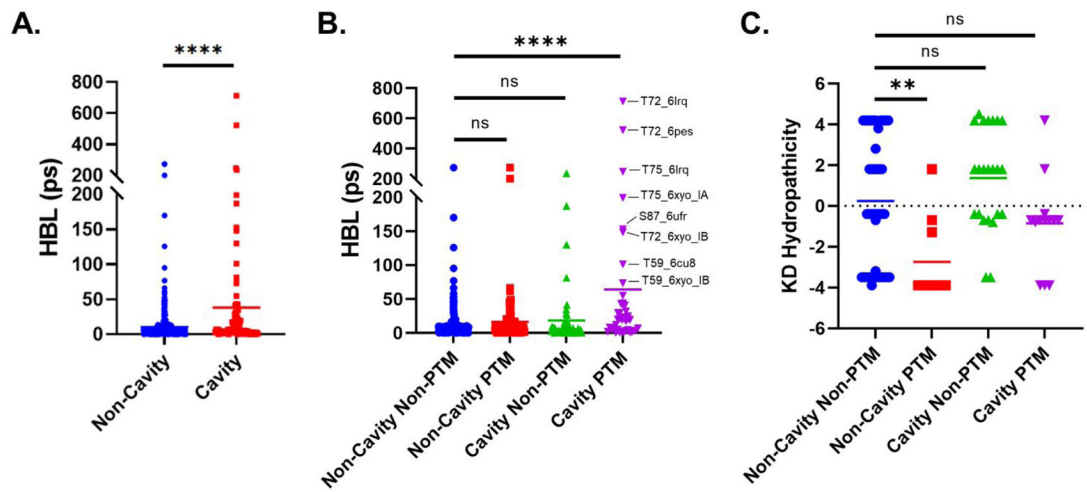 A.
****
HBL (ps)
800
600
400
200
200
150
100
50
0
Non-Cavity
Cavity
B.
****
ns
ns
HBL (ps)
800
600
400
200
200
150
100
50
0
T72_6lrq
T72_6pes
T75_6lrq
T75_6xyo_lA
S87_6ufr
T72_6xyo_lB
T59_6cu8
T59_6xyo_lB
Non-Cavity Non-PTM
Non-Cavity PTM
Cavity Non-PTM
Cavity PTM
C.
ns
ns
**
KD Hydropathicity
6
4
2
0
-2
-4
-6
Non-Cavity Non-PTM
Non-Cavity PTM
Cavity Non-PTM
Cavity PTM